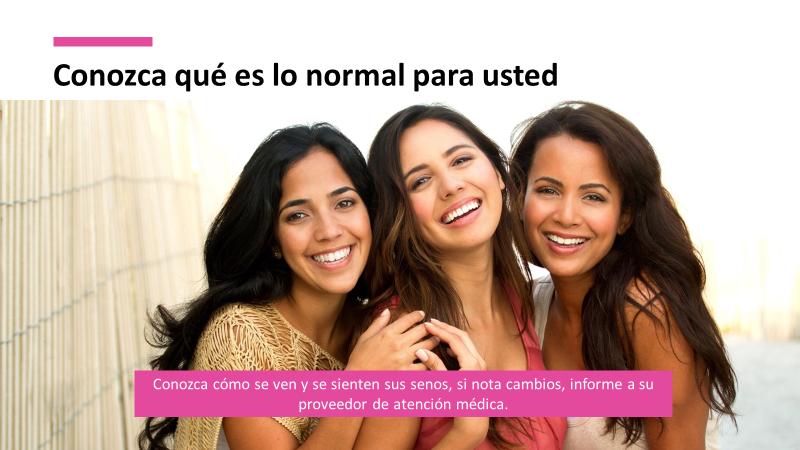 Conozca qué es lo normal para usted
Conozca cómo se ven y se sienten sus senos, si nota cambios, informe a su
proveedor de atención médica.